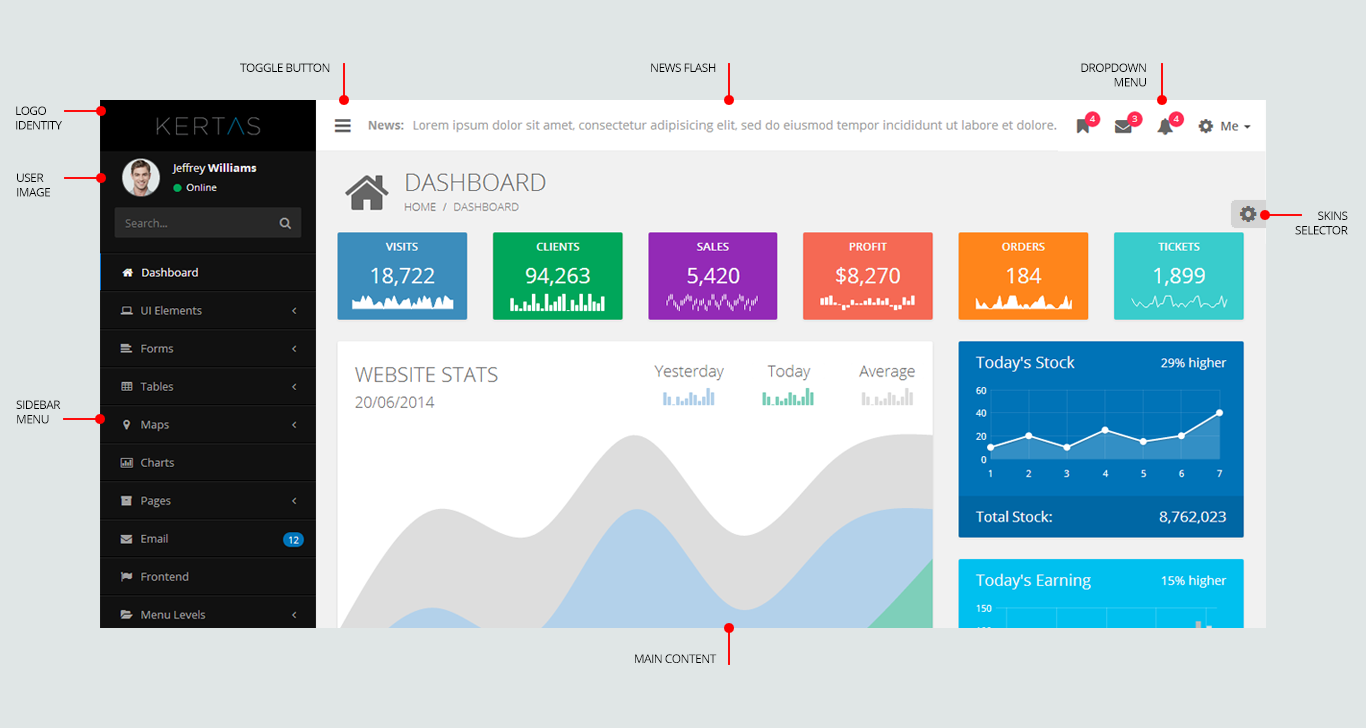 TOGGLE BUTTON
NEWS FLASH
DROPDOWN
MENU
LOGO
IDENTITY
USER
IMAGE
SIDEBAR
MENU
SKINS
SELECTOR
KERTAS
Jeffrey Williams
Online
Search...
Dashboard
UI Elements
Forms
Tables
Maps
Charts
Pages
Email 12
Frontend
Menu Levels
News: Lorem ipsum dolor sit amet, consectetur adipisicing elit, sed do eiusmod tempor incididunt ut labore et dolore.
4 3 4 Me
DASHBOARD
HOME / DASHBOARD
VISITS
18,722
CLIENTS
94,263
SALES
5,420
PROFIT
$8,270
ORDERS
184
TICKETS
1,899
WEBSITE STATS
20/06/2014
Yesterday Today Average
Today's Stock 29% higher
60
40
20
0
1 2 3 4 5 6 7
Total Stock: 8,762,023
Today's Earning 15% higher
150
MAIN CONTENT